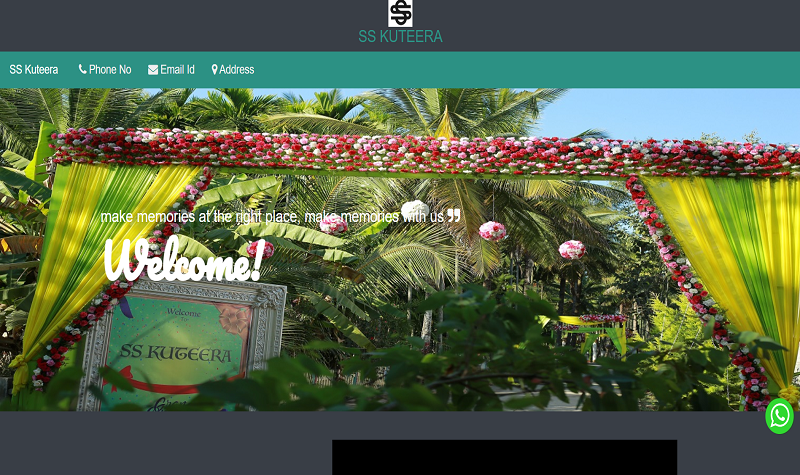 SS KUTEERA
SS Kuteera Phone No Email Id Address
make memories at the right place, make memories with us ❞
Welcome!
Welcome
SS KUTEERA